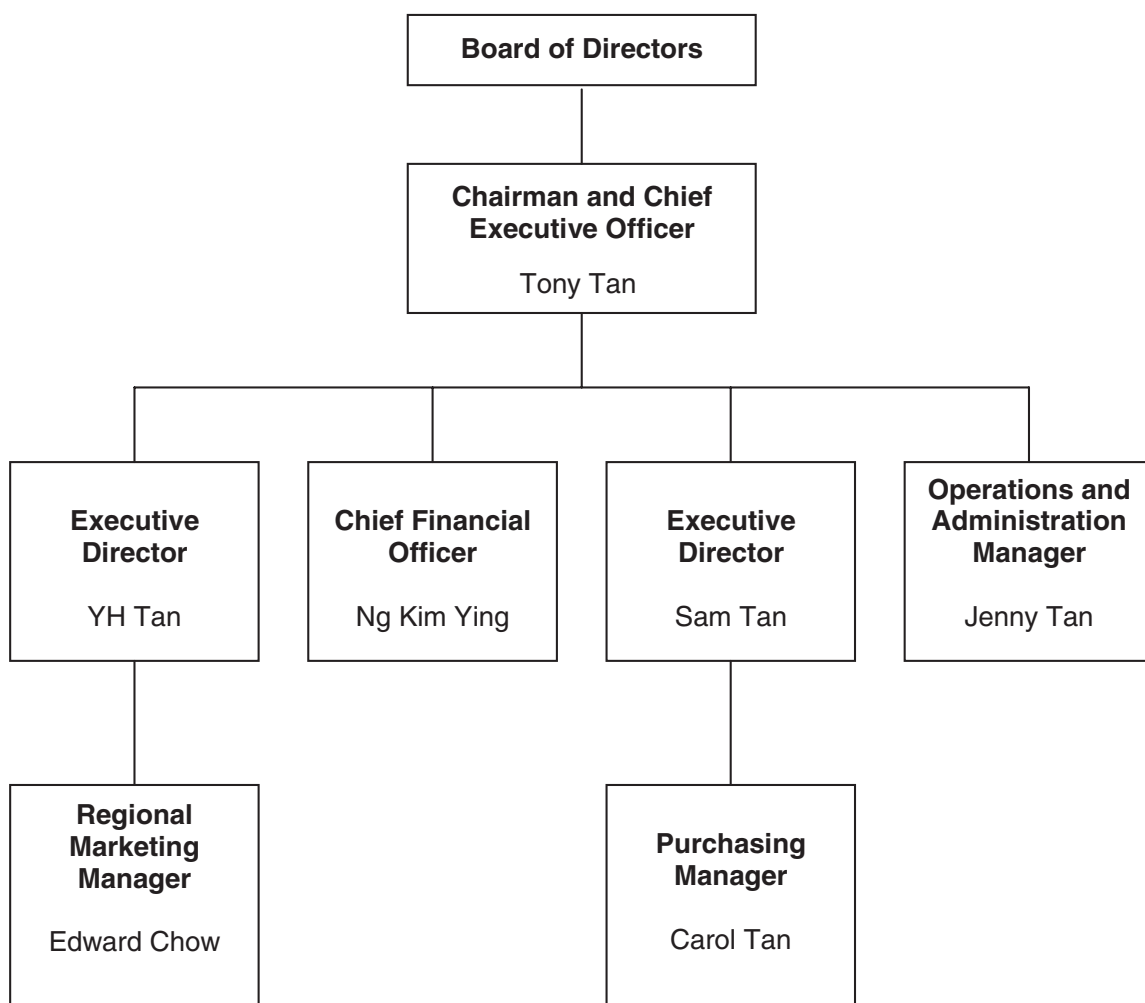 Board of Directors
Chairman and Chief
Executive Officer
Tony Tan
Executive
Director
YH Tan
Chief Financial
Officer
Ng Kim Ying
Executive
Director
Sam Tan
Operations and
Administration
Manager
Jenny Tan
Regional
Marketing
Manager
Edward Chow
Purchasing
Manager
Carol Tan